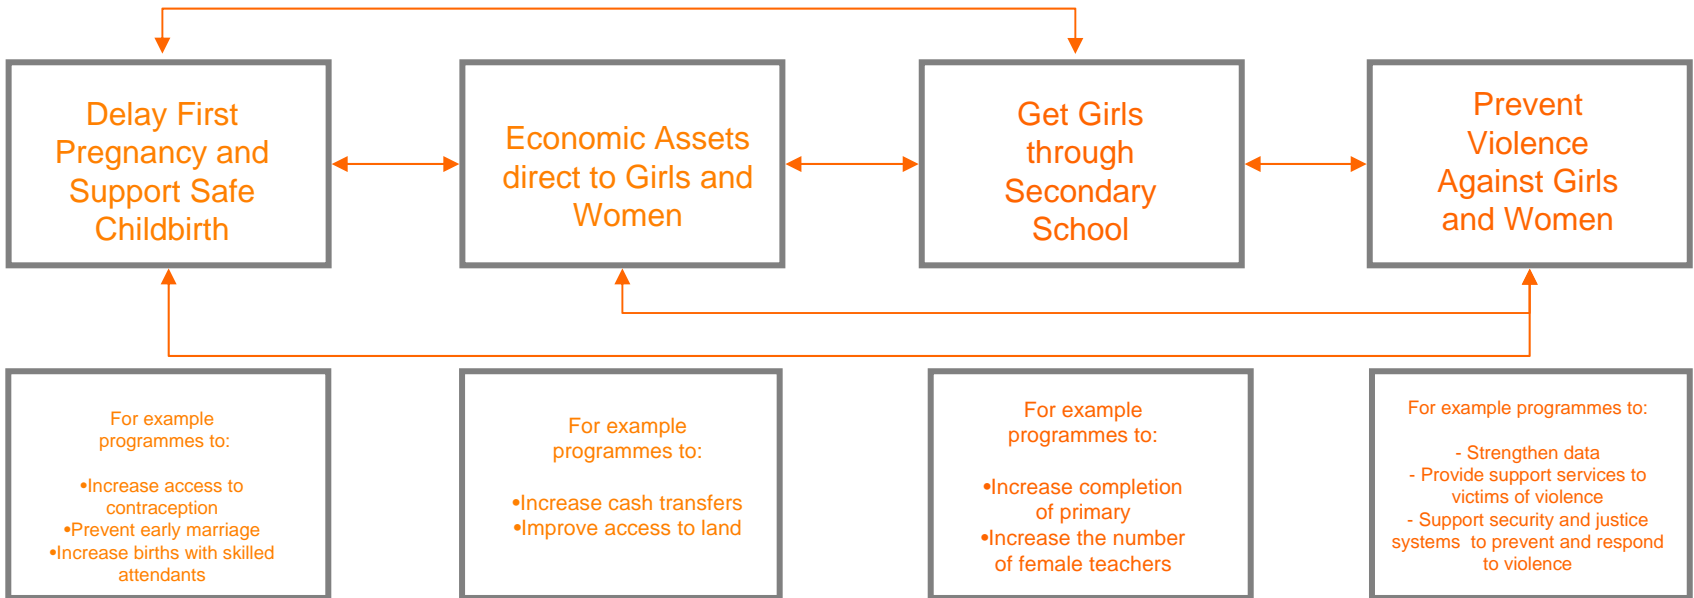 Delay First
Pregnancy and
Support Safe
Childbirth
Economic Assets
direct to Girls and
Women
Get Girls
through
Secondary
School
Prevent
Violence
Against Girls
and Women
For example
programmes to:
•Increase access to
contraception
•Prevent early marriage
•Increase births with skilled
attendants
For example
programmes to:
•Increase cash transfers
•Improve access to land
For example
programmes to:
•Increase completion
of primary
•Increase the number
of female teachers
For example programmes to:
- Strengthen data
- Provide support services to
victims of violence
- Support security and justice
systems to prevent and respond
to violence